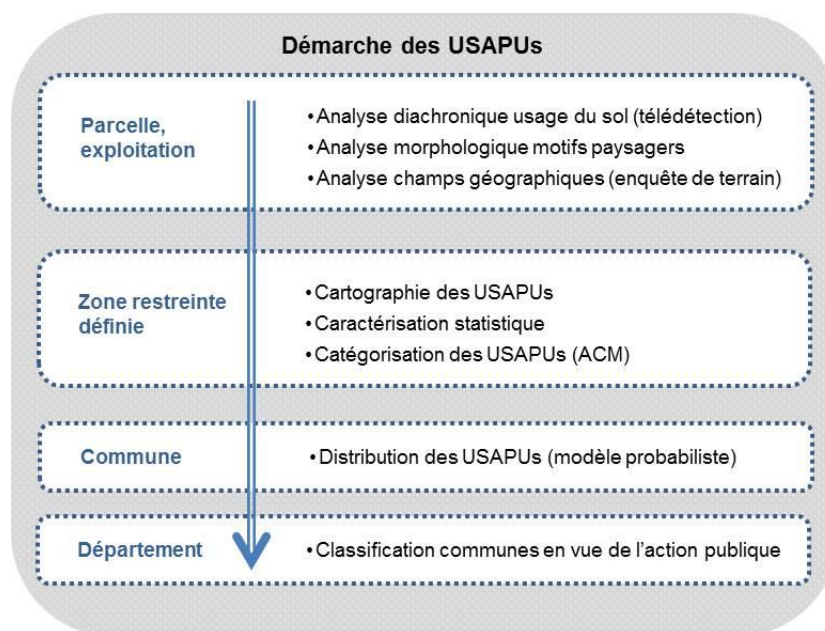 Démarche des USAPUs
Parcelle,
exploitation
•Analyse diachronique usage du sol (télédétection)
•Analyse morphologique motifs paysagers
•Analyse champs géographiques (enquête de terrain)
Zone restreinte
définie
•Cartographie des USAPUs
•Caractérisation statistique
•Catégorisation des USAPUs (ACM)
Commune
•Distribution des USAPUs (modèle probabiliste)
Département
•Classification communes en vue de l’action publique